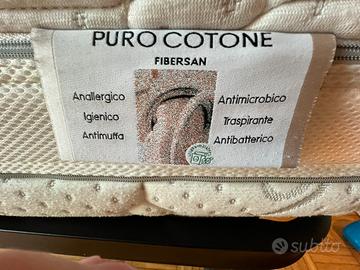 PURO COTONE
FIBERSAN
Anallergico
Igienico
Antimuffa
Antimicrobico
Traspirante
Antibatterico
subito